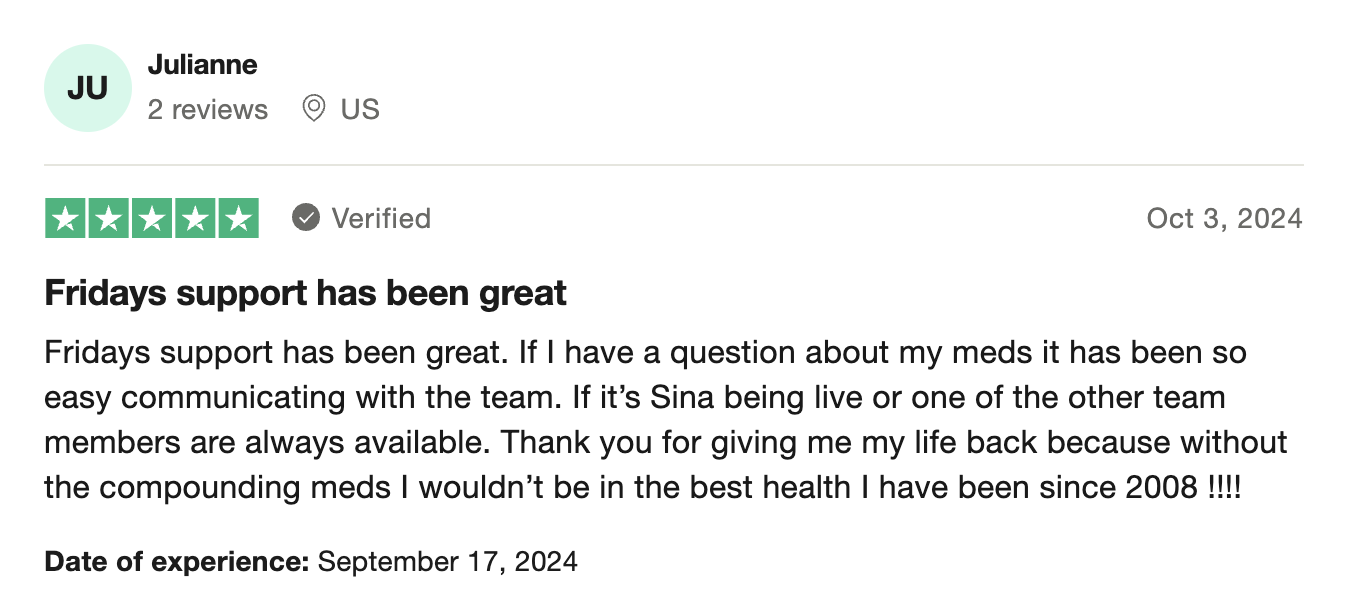 JU
Julianne
2 reviews US
Verified Oct 3, 2024
Fridays support has been great
Fridays support has been great. If I have a question about my meds it has been so
easy communicating with the team. If it’s Sina being live or one of the other team
members are always available. Thank you for giving me my life back because without
the compounding meds I wouldn’t be in the best health I have been since 2008 !!!!
Date of experience: September 17, 2024